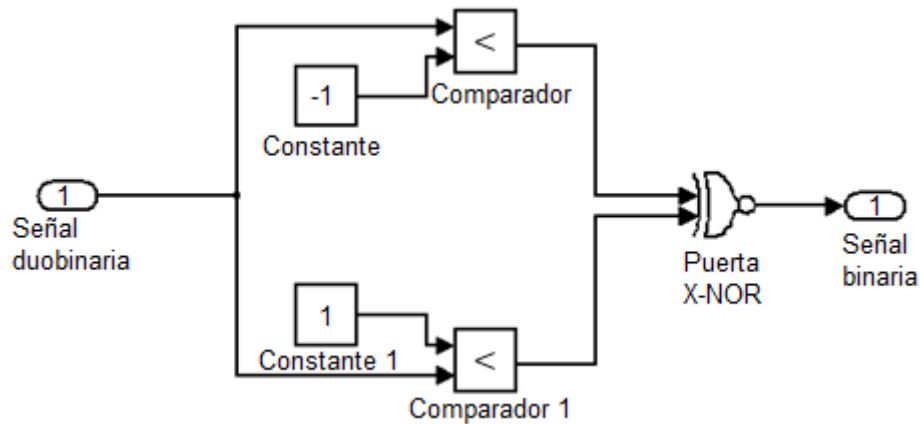 <
Comparador
-1
Constante
1
Señal
duobinaria
Puerta
X-NOR
1
Señal
binaria
1
Constante 1
<
Comparador 1